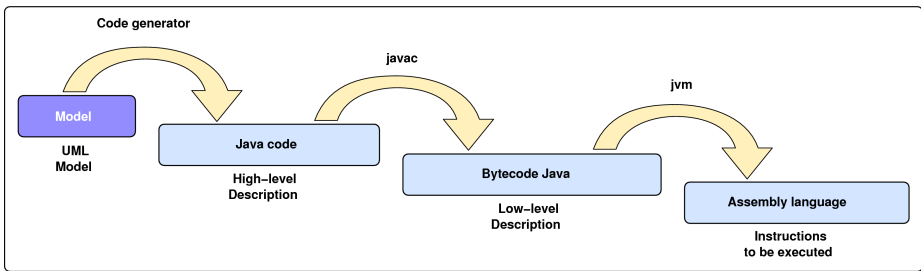 Code generator
javac
jvm
Model
UML
Model
Java code
High−level
Description
Bytecode Java
Low−level
Description
Assembly language
Instructions
to be executed